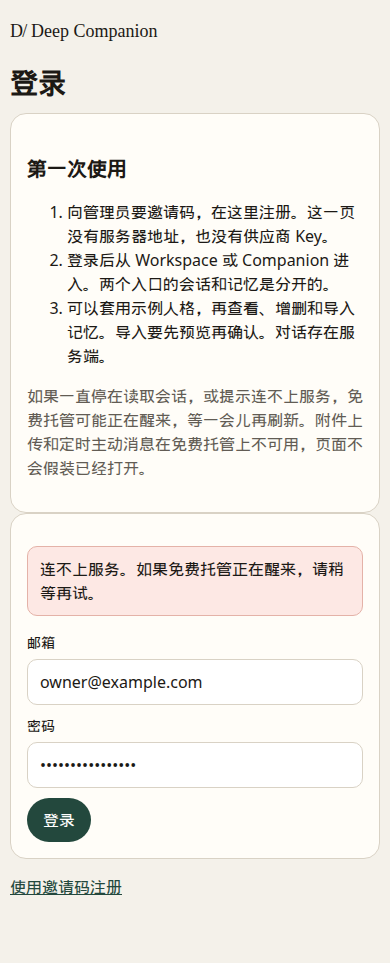 D/ Deep Companion
登录
第一次使用
1. 向管理员要邀请码，在这里注册。这一页
没有服务器地址，也没有供应商 Key。
2. 登录后从 Workspace 或 Companion 进
入。两个入口的会话和记忆是分开的。
3. 可以套用示例人格，再查看、增删和导入
记忆。导入要先预览再确认。对话存在服
务端。
如果一直停在读取会话，或提示连不上服务，免
费托管可能正在醒来，等一会儿再刷新。附件上
传和定时主动消息在免费托管上不可用，页面不
会假装已经打开。
连不上服务。如果免费托管正在醒来，请稍
等再试。
邮箱
owner@example.com
密码
••••••••••••••••
登录
使用邀请码注册